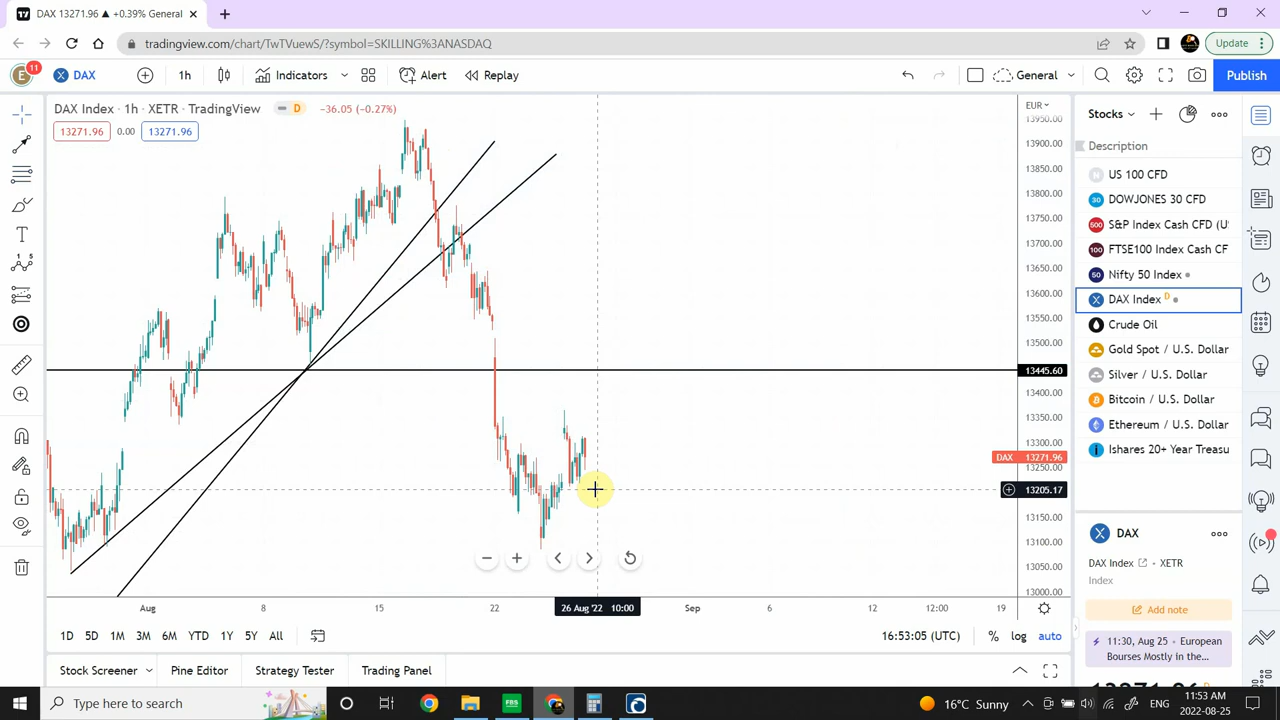 DAX 13271.96 ▲ +0.39% General
tradingview.com/chart/TwTVuewS/?symbol=SKILLING%3ANASDAQ
Update
E 11 DAX 1h Indicators Alert Replay General Publish
DAX Index · 1h · XETR · TradingView D −36.05 (−0.27%)
13271.96 0.00 13271.96
EUR
13950.00
13900.00
13850.00
13800.00
13750.00
13700.00
13650.00
13600.00
13550.00
13500.00
13445.60
13400.00
13350.00
13300.00
DAX 13271.96
13250.00
13205.17
13150.00
13100.00
13050.00
13000.00
Aug 8 15 22 26 Aug '22 10:00 Sep 6 12 12:00 19
1D 5D 1M 3M 6M YTD 1Y 5Y All 16:53:05 (UTC) % log auto
Stock Screener Pine Editor Strategy Tester Trading Panel
Stocks
Description
US 100 CFD
30 DOWJONES 30 CFD
500 S&P Index Cash CFD (U
100 FTSE100 Index Cash CF
50 Nifty 50 Index
DAX Index D
Crude Oil
Gold Spot / U.S. Dollar
Silver / U.S. Dollar
Bitcoin / U.S. Dollar
Ethereum / U.S. Dollar
Ishares 20+ Year Treasu
DAX
DAX Index · XETR
Index
Add note
11:30, Aug 25 • European
Bourses Mostly in the...
Type here to search
FBS
16°C Sunny
ENG
11:53 AM
2022-08-25